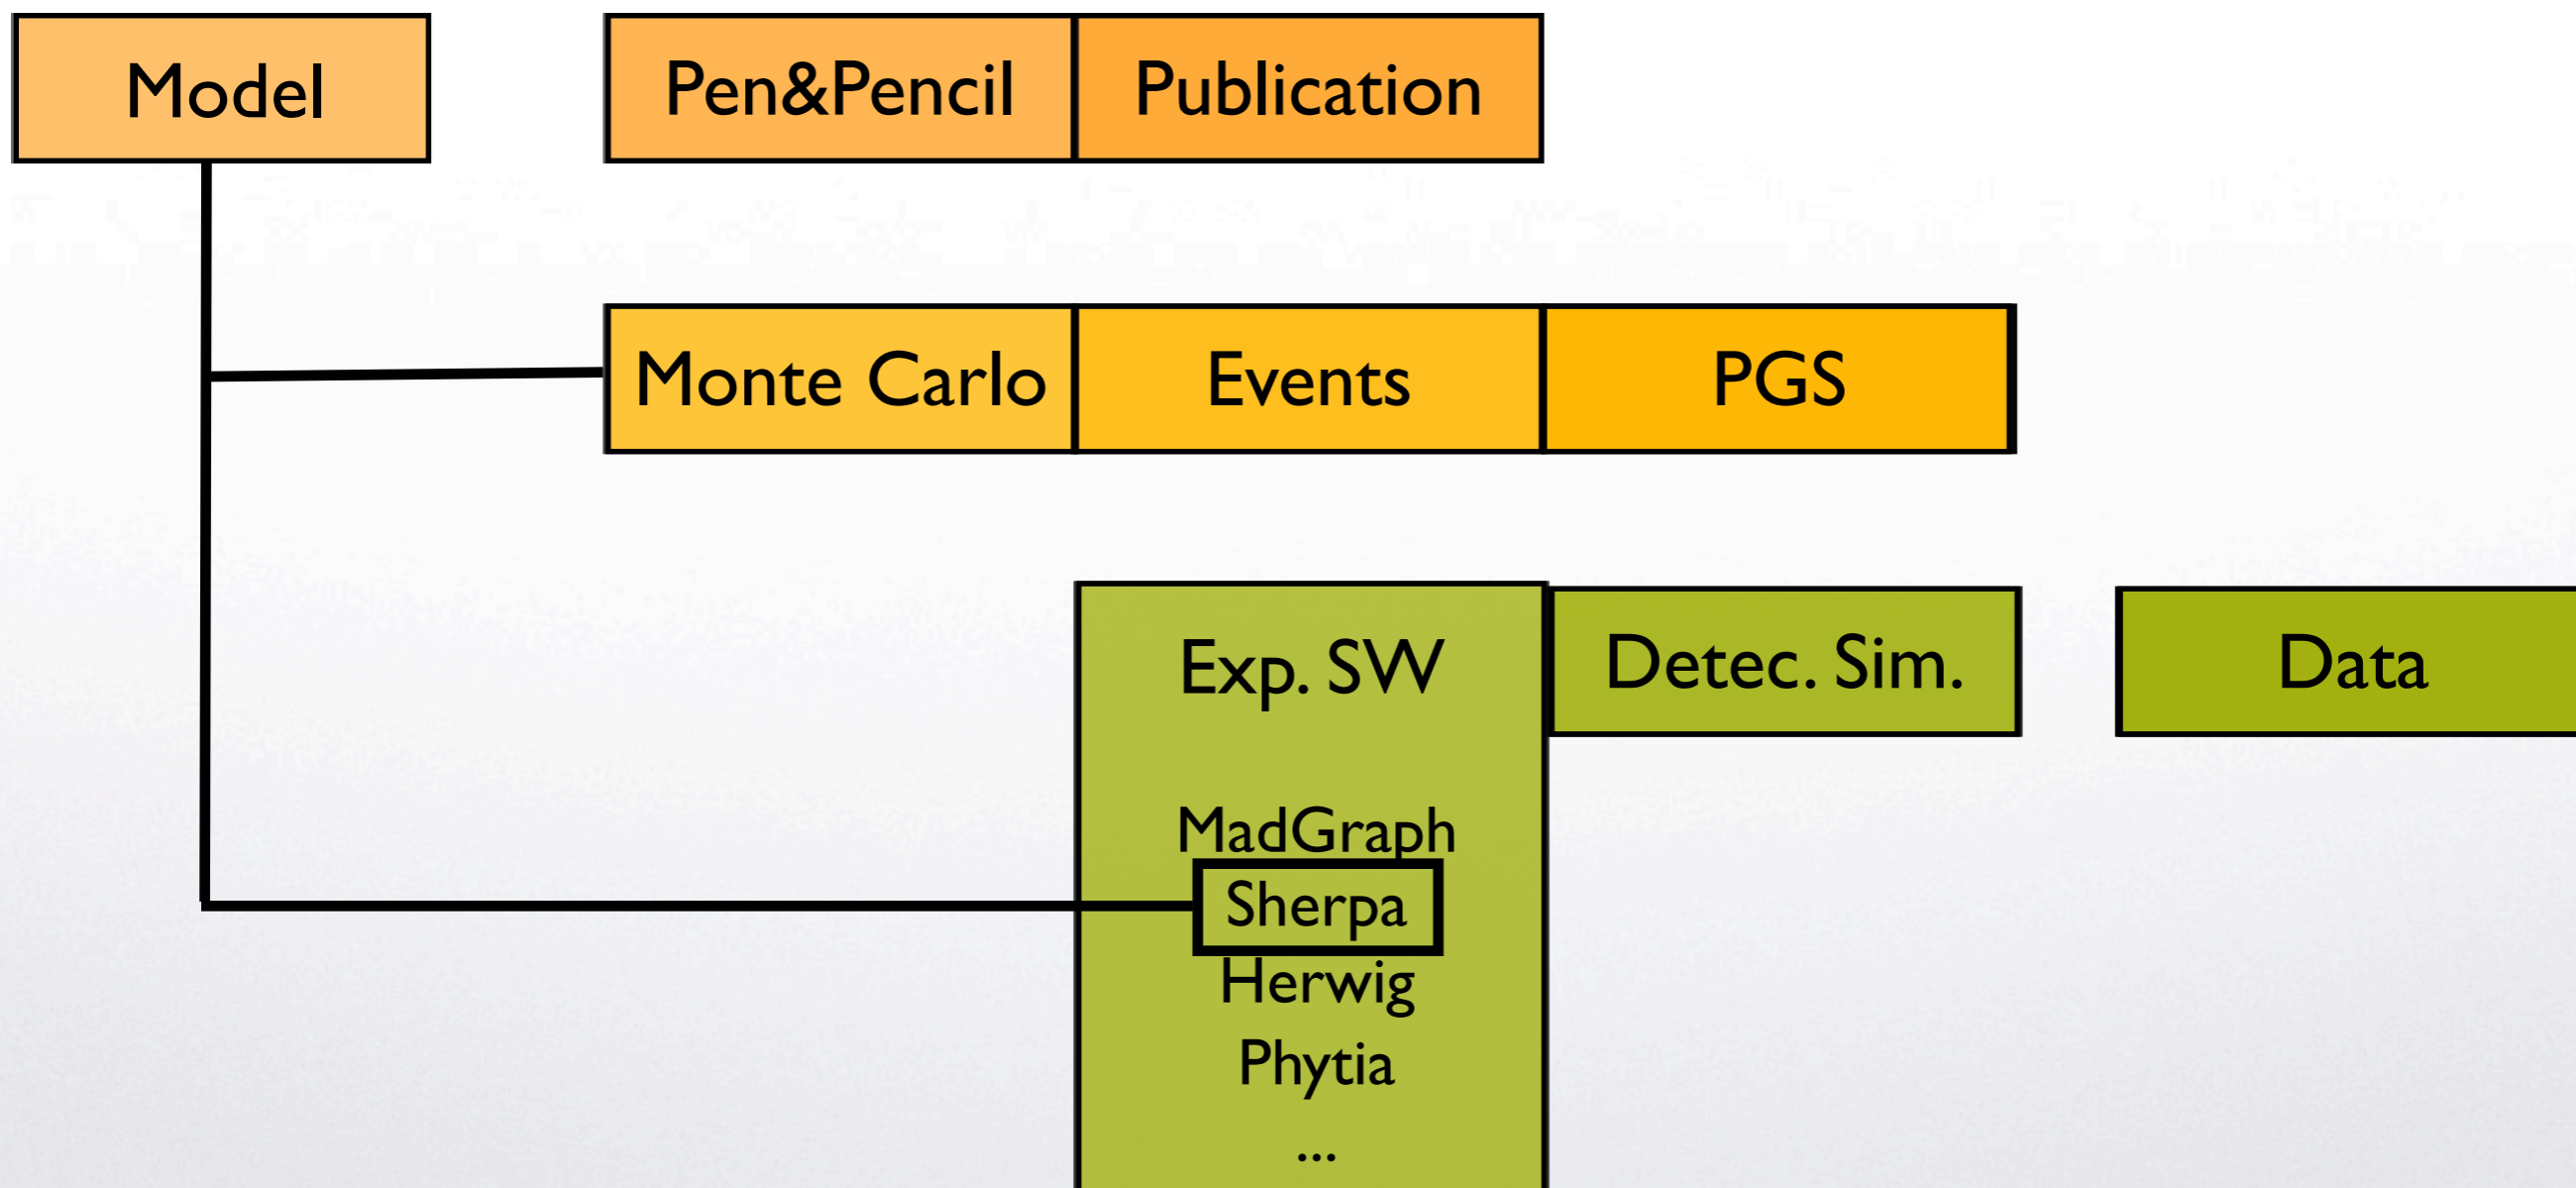 Model
Pen&Pencil
Publication
Monte Carlo
Events
PGS
Exp. SW
Detec. Sim.
Data
MadGraph
Sherpa
Herwig
Phytia
...